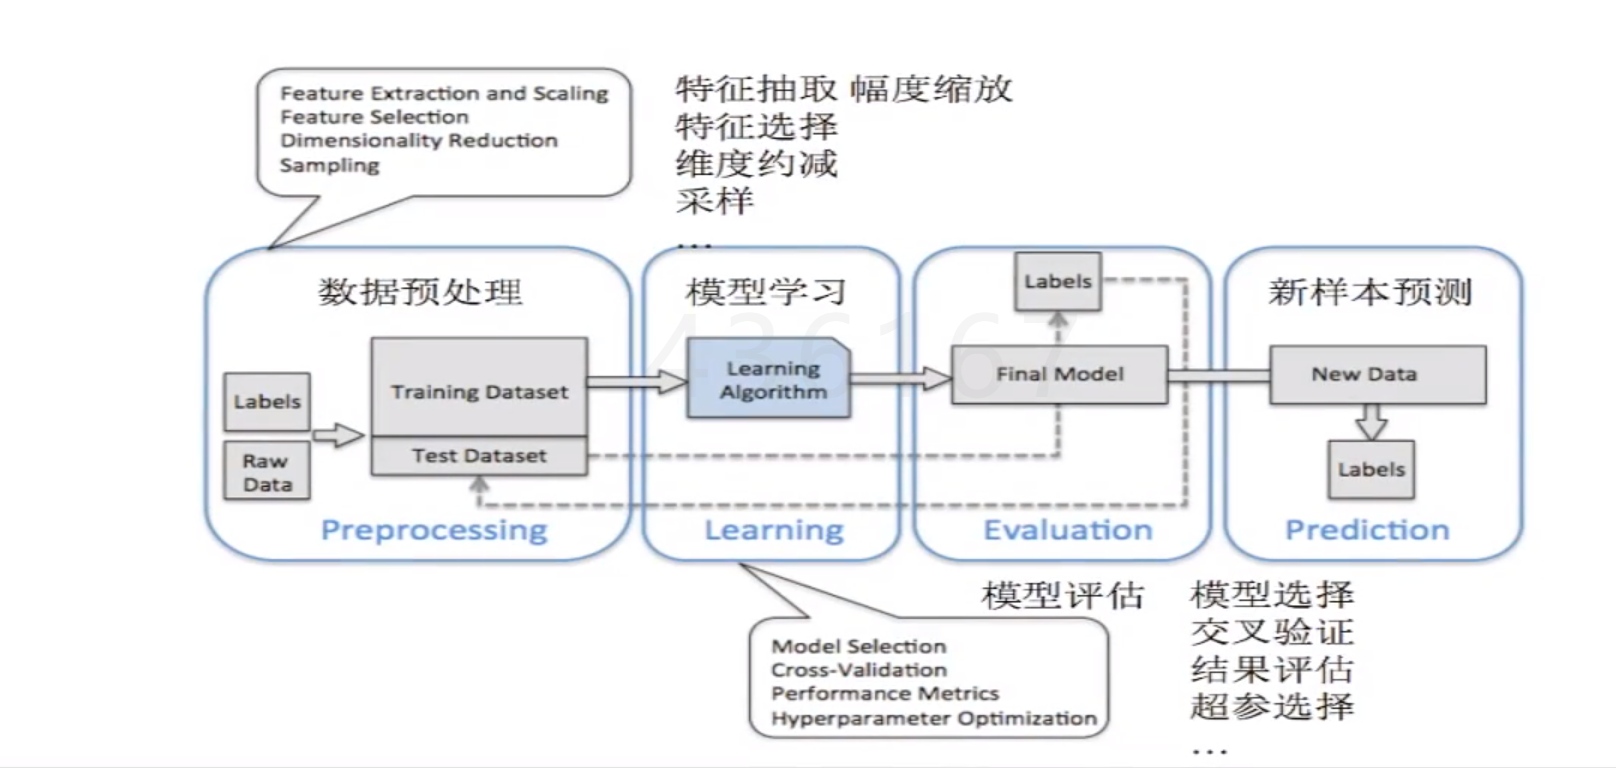 Feature Extraction and Scaling
Feature Selection
Dimensionality Reduction
Sampling
特征抽取 幅度缩放
特征选择
维度约减
采样
...
数据预处理
Labels
Raw
Data
Training Dataset
Test Dataset
Preprocessing
模型学习
Learning
Algorithm
Learning
Labels
Final Model
Evaluation
新样本预测
New Data
Labels
Prediction
436167
Model Selection
Cross-Validation
Performance Metrics
Hyperparameter Optimization
模型评估
模型选择
交叉验证
结果评估
超参选择
...